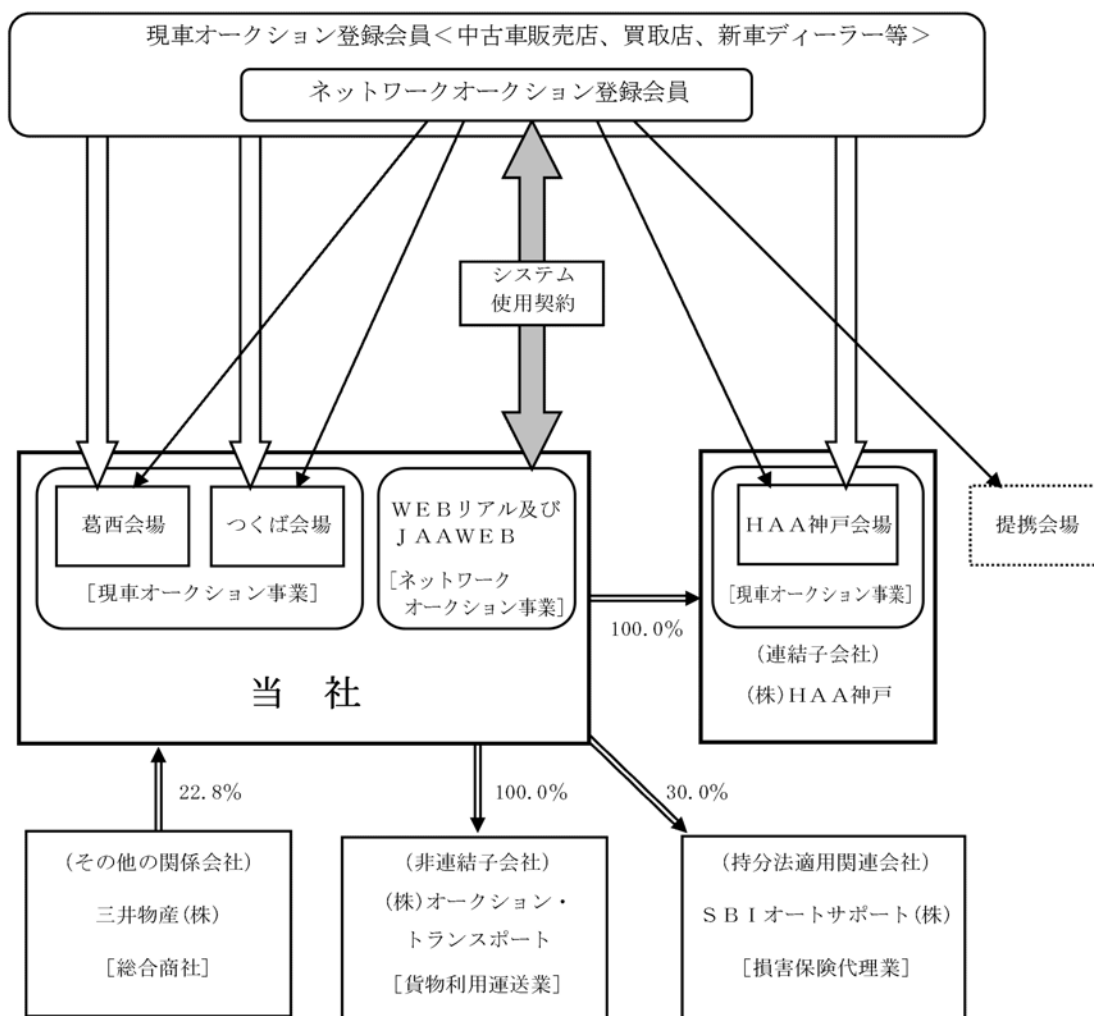 現車オークション登録会員＜中古車販売店、買取店、新車ディーラー等＞
ネットワークオークション登録会員
システム
使用契約
葛西会場
つくば会場
[現車オークション事業]
ＷＥＢリアル及び
ＪＡＡＷＥＢ
[ネットワーク
オークション事業]
当　社
100.0%
ＨＡＡ神戸会場
[現車オークション事業]
(連結子会社)
(株)ＨＡＡ神戸
提携会場
22.8%
100.0%
30.0%
(その他の関係会社)
三井物産(株)
[総合商社]
(非連結子会社)
(株)オークション・
トランスポート
[貨物利用運送業]
(持分法適用関連会社)
ＳＢＩオートサポート(株)
[損害保険代理業]